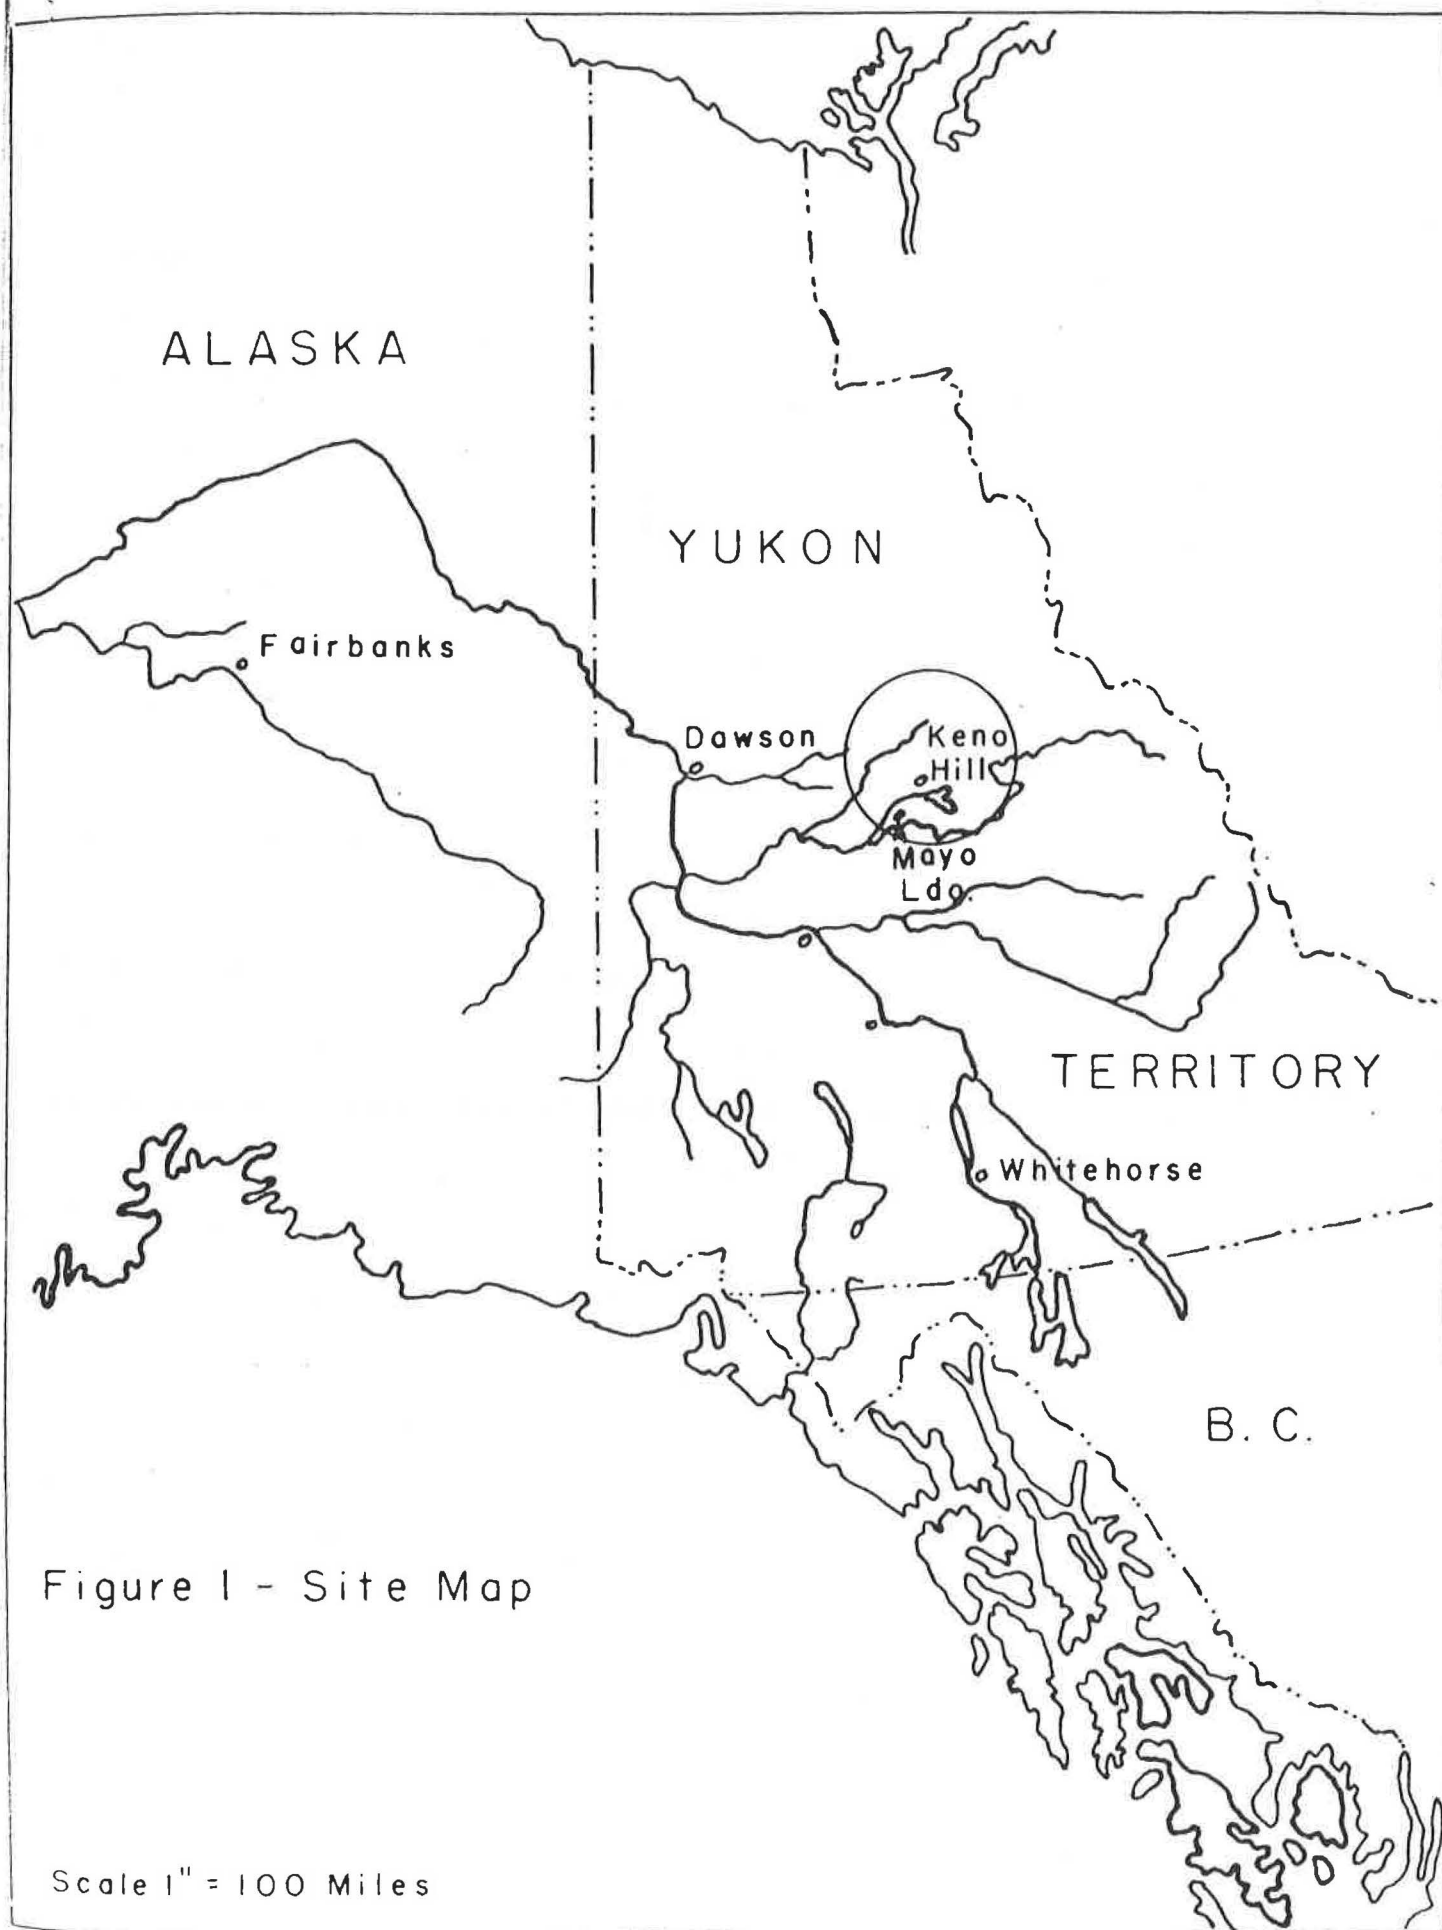 ALASKA
YUKON
Fairbanks
Dawson
Keno
Hill
Mayo
Ldg.
TERRITORY
Whitehorse
B. C.
Figure 1 - Site Map
Scale 1" = 100 Miles